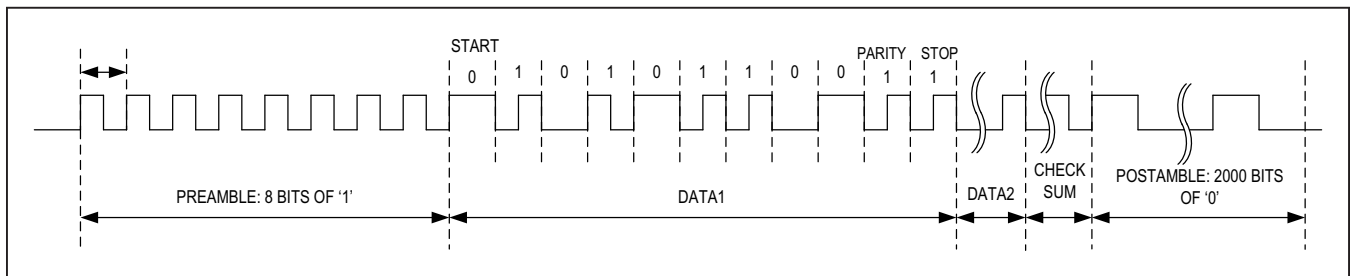 START
PARITY STOP
0 1 0 1 0 1 1 0 0 1 1
PREAMBLE: 8 BITS OF '1'
DATA1
DATA2
CHECK
SUM
POSTAMBLE: 2000 BITS
OF '0'